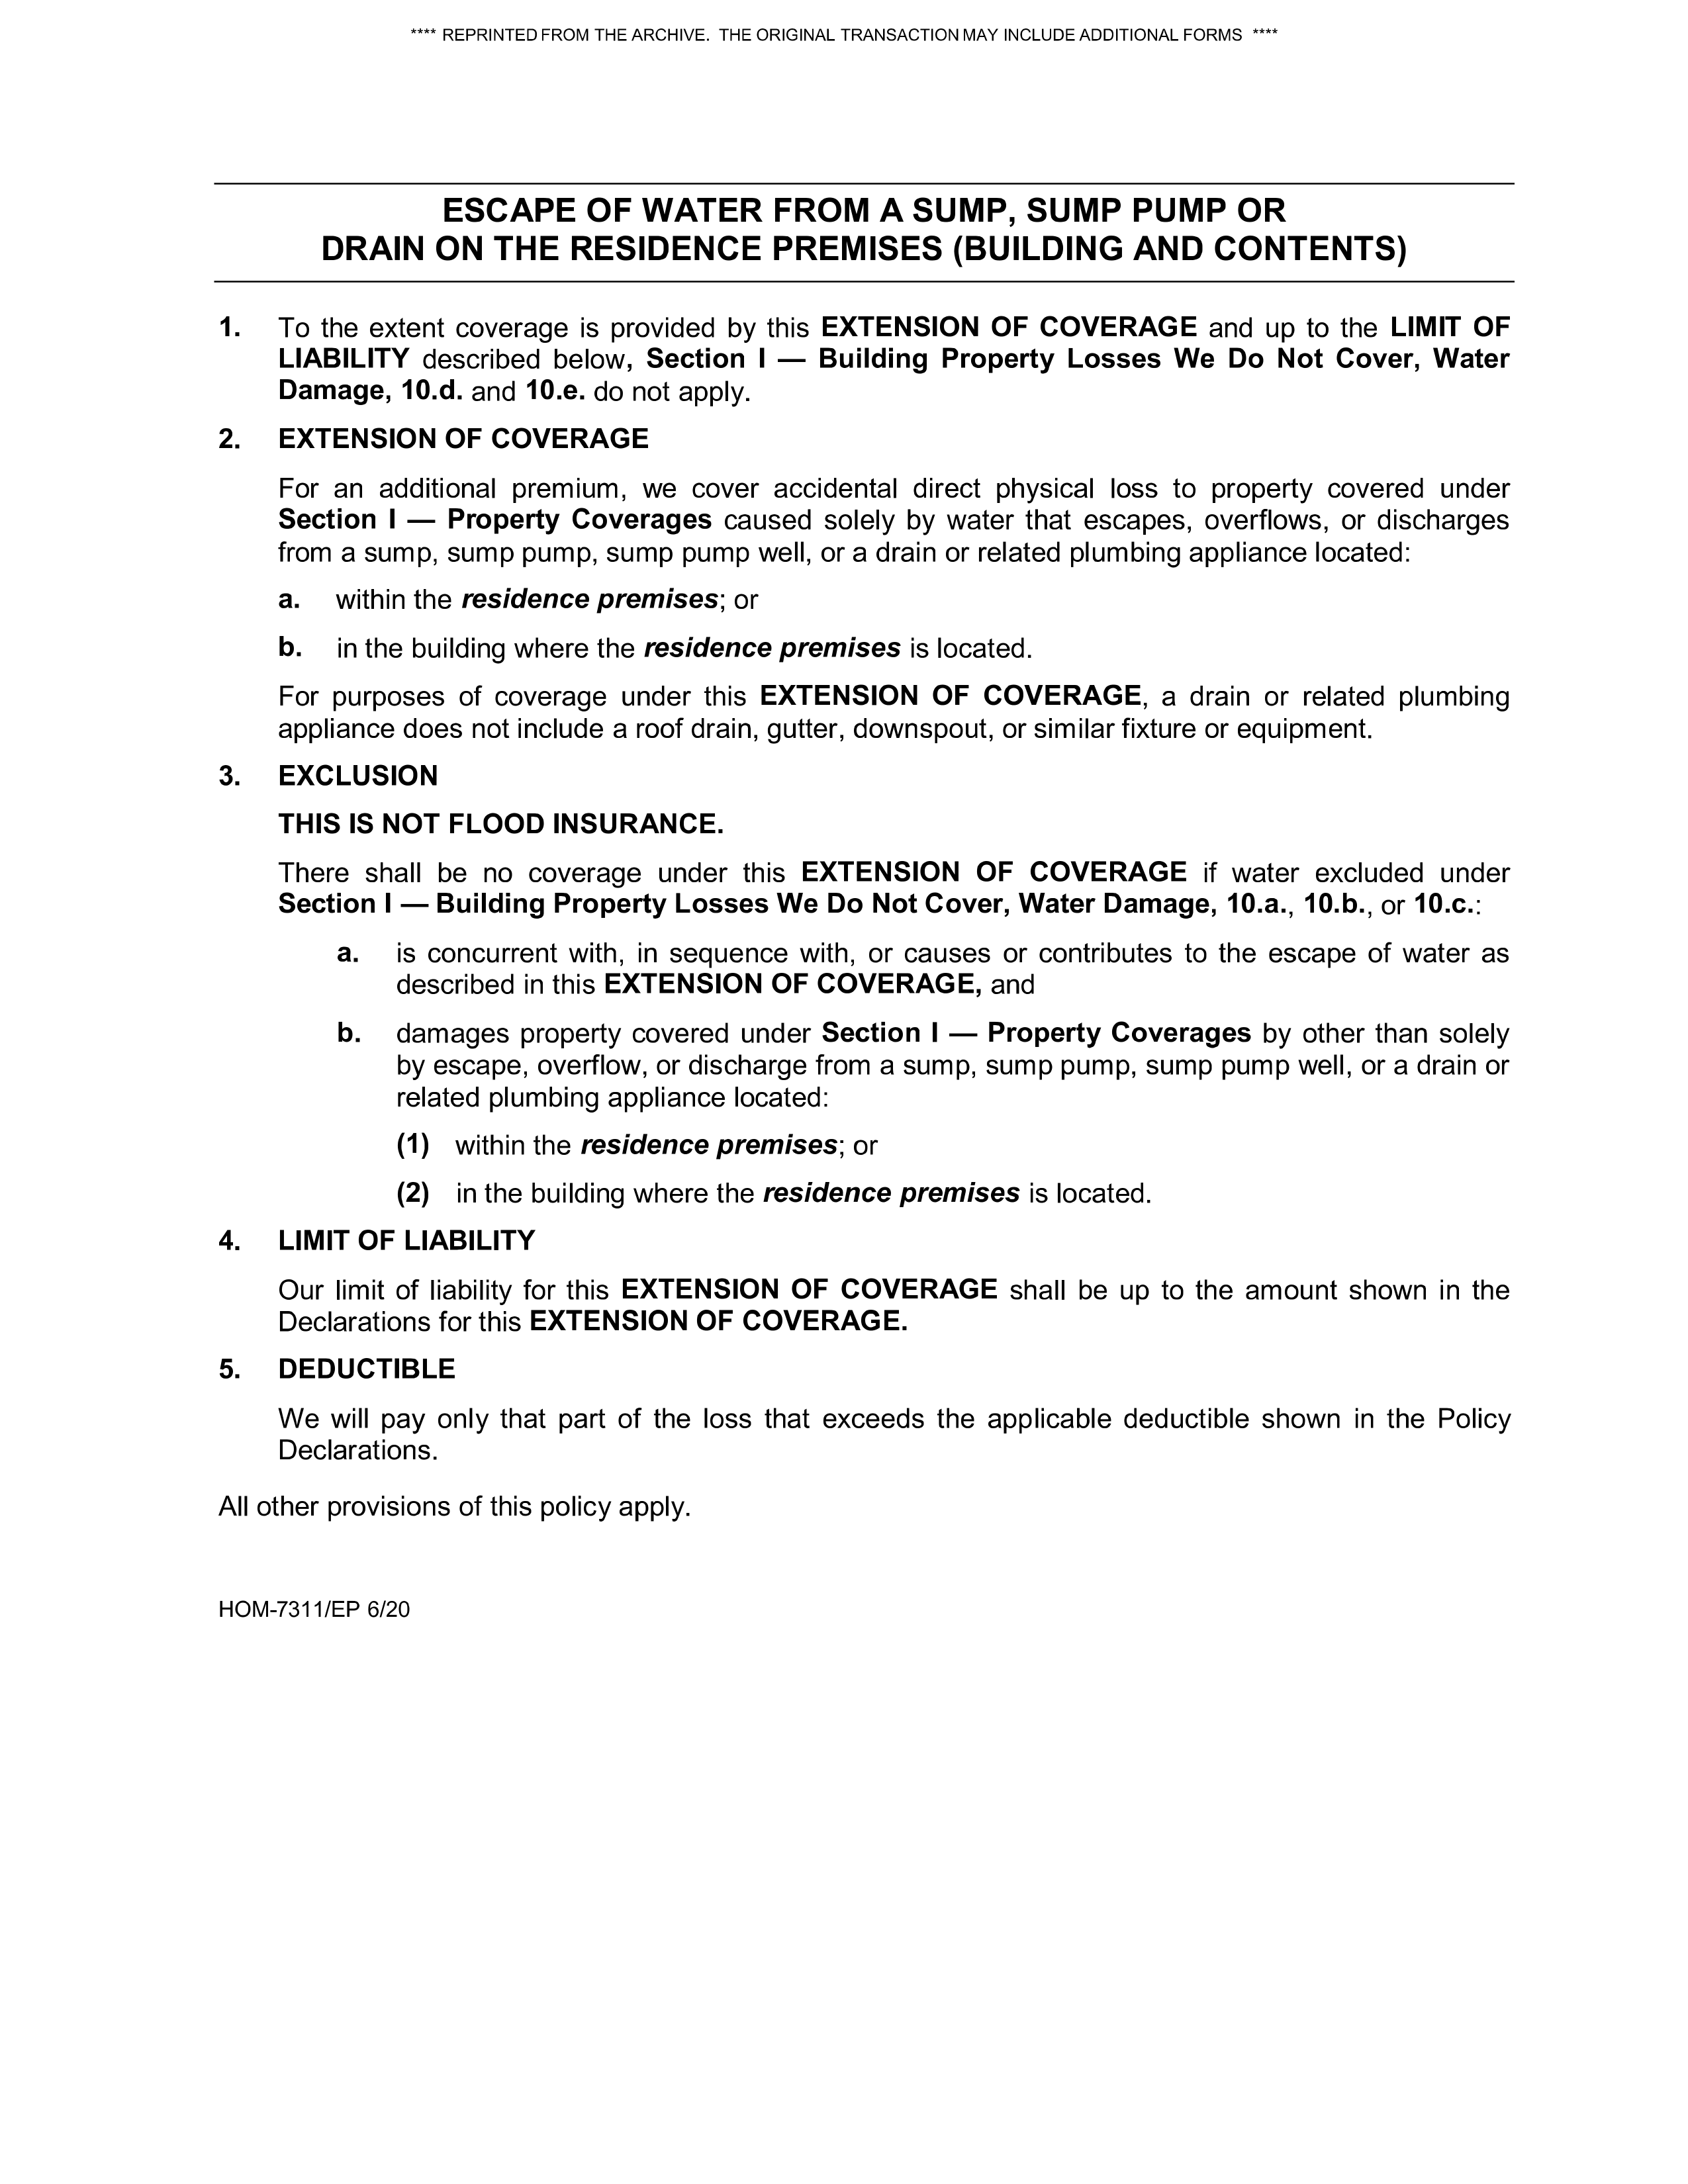 **** REPRINTED FROM THE ARCHIVE. THE ORIGINAL TRANSACTION MAY INCLUDE ADDITIONAL FORMS ****
ESCAPE OF WATER FROM A SUMP, SUMP PUMP OR
DRAIN ON THE RESIDENCE PREMISES (BUILDING AND CONTENTS)
1. To the extent coverage is provided by this EXTENSION OF COVERAGE and up to the LIMIT OF
LIABILITY described below, Section I — Building Property Losses We Do Not Cover, Water
Damage, 10.d. and 10.e. do not apply.
2. EXTENSION OF COVERAGE
For an additional premium, we cover accidental direct physical loss to property covered under
Section I — Property Coverages caused solely by water that escapes, overflows, or discharges
from a sump, sump pump, sump pump well, or a drain or related plumbing appliance located:
a. within the residence premises; or
b. in the building where the residence premises is located.
For purposes of coverage under this EXTENSION OF COVERAGE, a drain or related plumbing
appliance does not include a roof drain, gutter, downspout, or similar fixture or equipment.
3. EXCLUSION
THIS IS NOT FLOOD INSURANCE.
There shall be no coverage under this EXTENSION OF COVERAGE if water excluded under
Section I — Building Property Losses We Do Not Cover, Water Damage, 10.a., 10.b., or 10.c.:
a. is concurrent with, in sequence with, or causes or contributes to the escape of water as
described in this EXTENSION OF COVERAGE, and
b. damages property covered under Section I — Property Coverages by other than solely
by escape, overflow, or discharge from a sump, sump pump, sump pump well, or a drain or
related plumbing appliance located:
(1) within the residence premises; or
(2) in the building where the residence premises is located.
4. LIMIT OF LIABILITY
Our limit of liability for this EXTENSION OF COVERAGE shall be up to the amount shown in the
Declarations for this EXTENSION OF COVERAGE.
5. DEDUCTIBLE
We will pay only that part of the loss that exceeds the applicable deductible shown in the Policy
Declarations.
All other provisions of this policy apply.
HOM-7311/EP 6/20